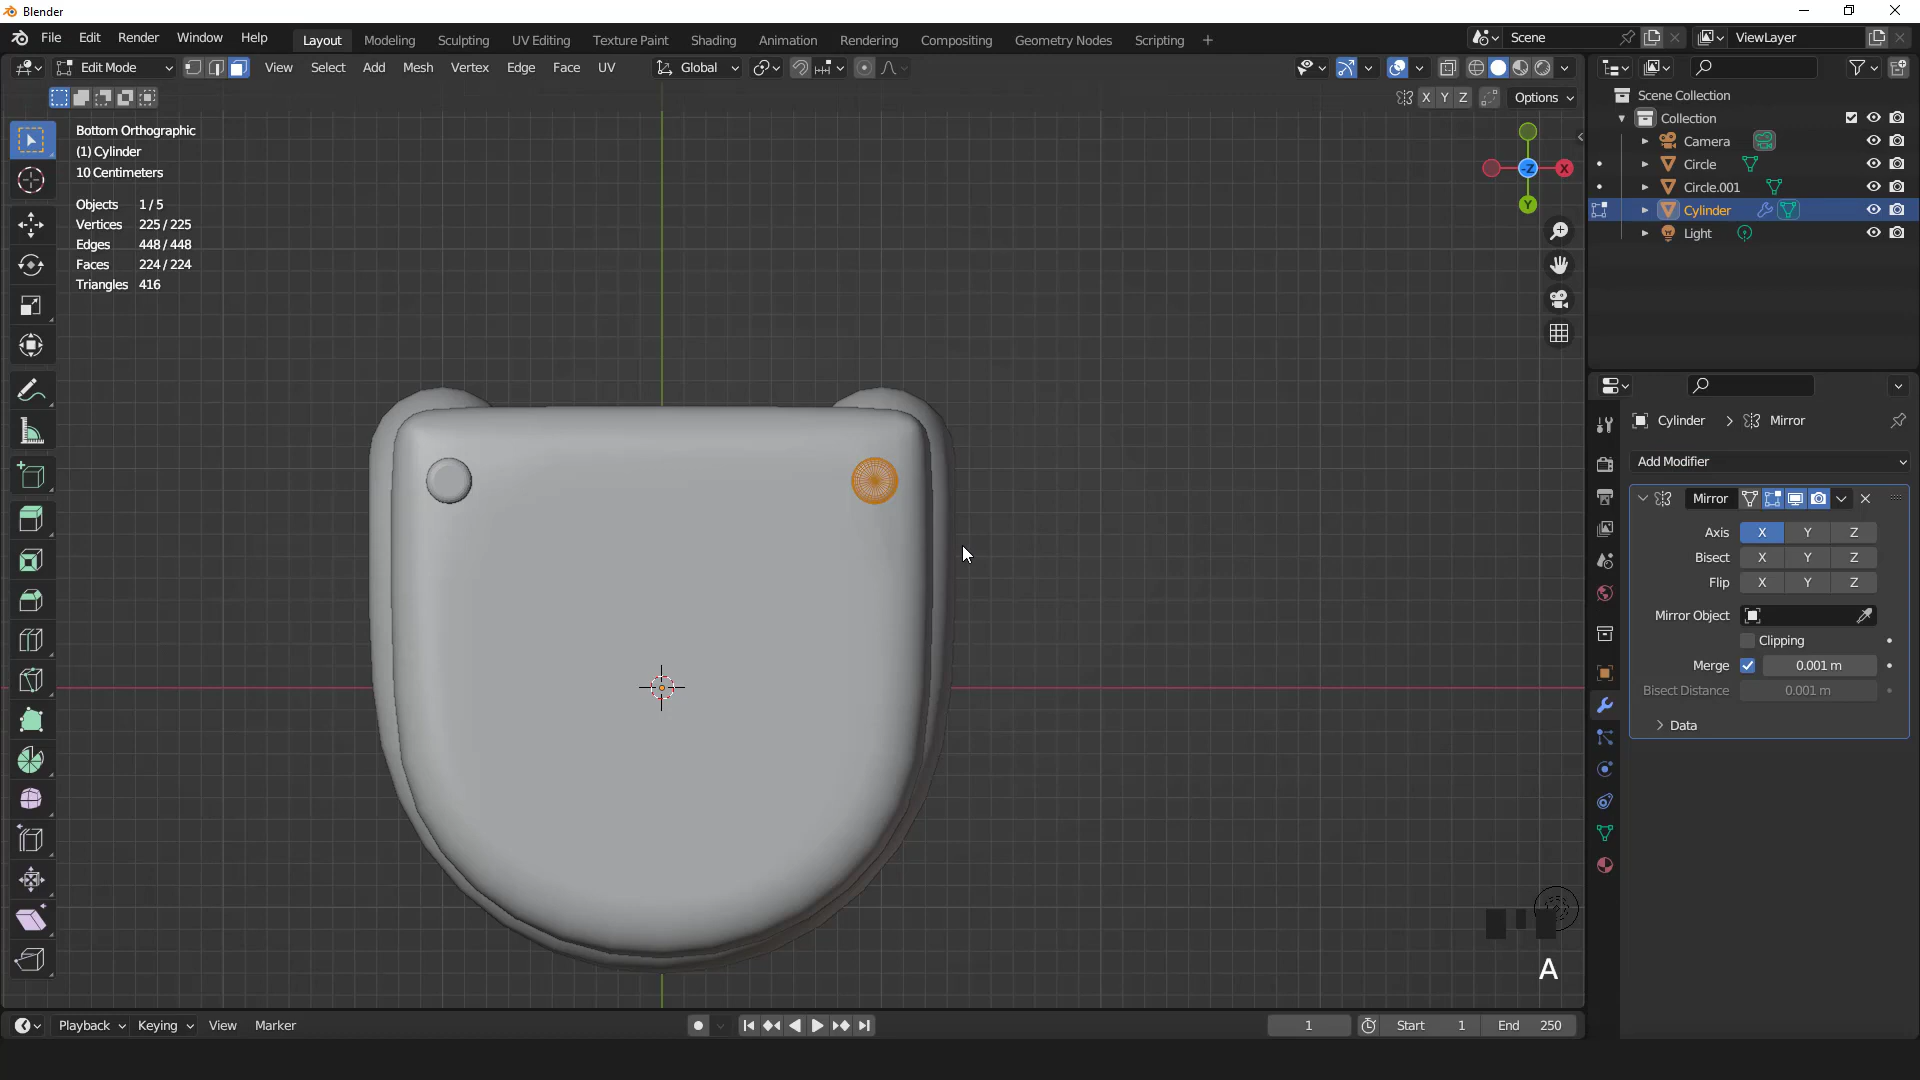 Blender
File Edit Render Window Help
Layout Modeling Sculpting UV Editing Texture Paint Shading Animation Rendering Compositing Geometry Nodes Scripting +
Scene
ViewLayer
Edit Mode View Select Add Mesh Vertex Edge Face UV
Global
X Y Z
Options
Bottom Orthographic
(1) Cylinder
10 Centimeters
Objects 1 / 5
Vertices 225 / 225
Edges 448 / 448
Faces 224 / 224
Triangles 416
-Z
X
Y
A
Scene Collection
Collection
Camera
Circle
Circle.001
Cylinder
Light
Cylinder Mirror
Add Modifier
Mirror
Axis X Y Z
Bisect X Y Z
Flip X Y Z
Mirror Object
Clipping
Merge 0.001 m
Bisect Distance 0.001 m
Data
Playback Keying View Marker
1
Start 1
End 250